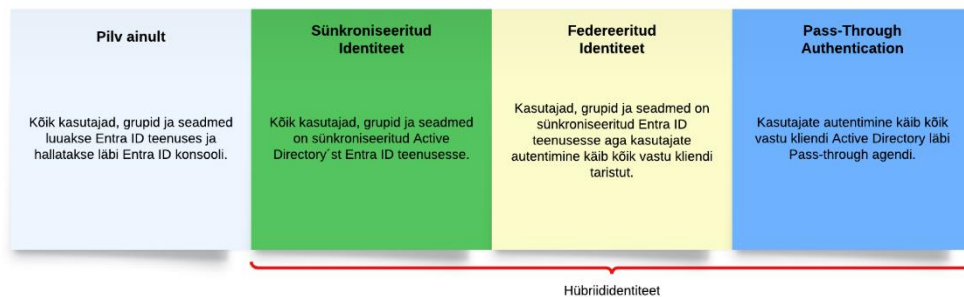 Pilv ainult
Kõik kasutajad, grupid ja seadmed
luuakse Entra ID teenuses ja
hallatakse läbi Entra ID konsooli.
Sünkroniseeritud
Identiteet
Kõik kasutajad, grupid ja seadmed
on sünkroniseeritud Active
Directory´st Entra ID teenusesse.
Federeeritud
Identiteet
Kasutajad, grupid ja seadmed on
sünkroniseeritud Entra ID
teenusesse aga kasutajate
autentimine käib kõik vastu kliendi
taristut.
Pass-Through
Authentication
Kasutajate autentimine käib kõik
vastu kliendi Active Directory läbi
Pass-through agendi.
Hübriididentiteet